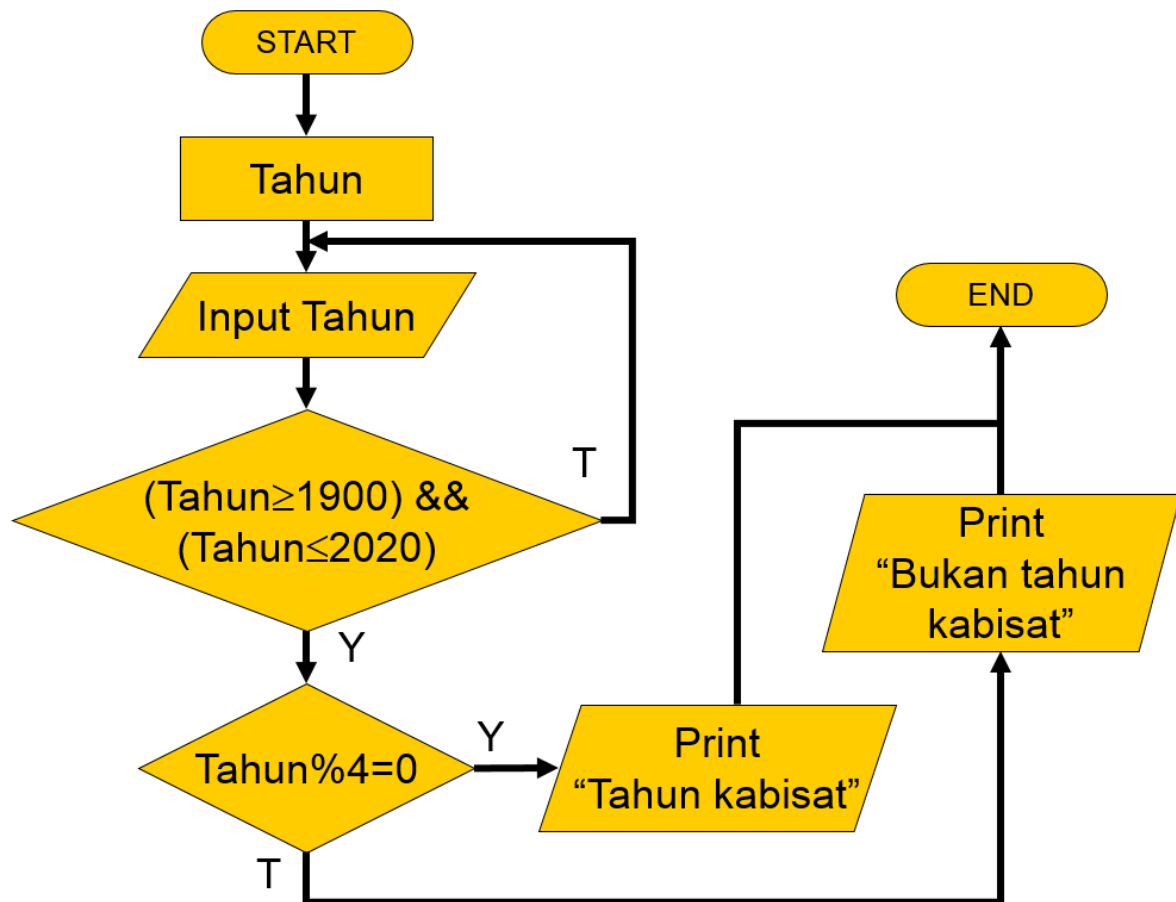 START
Tahun
Input Tahun
(Tahun≥1900) &&
(Tahun≤2020)
T
Y
Tahun%4=0
Y
T
Print
“Tahun kabisat”
Print
“Bukan tahun
kabisat”
END